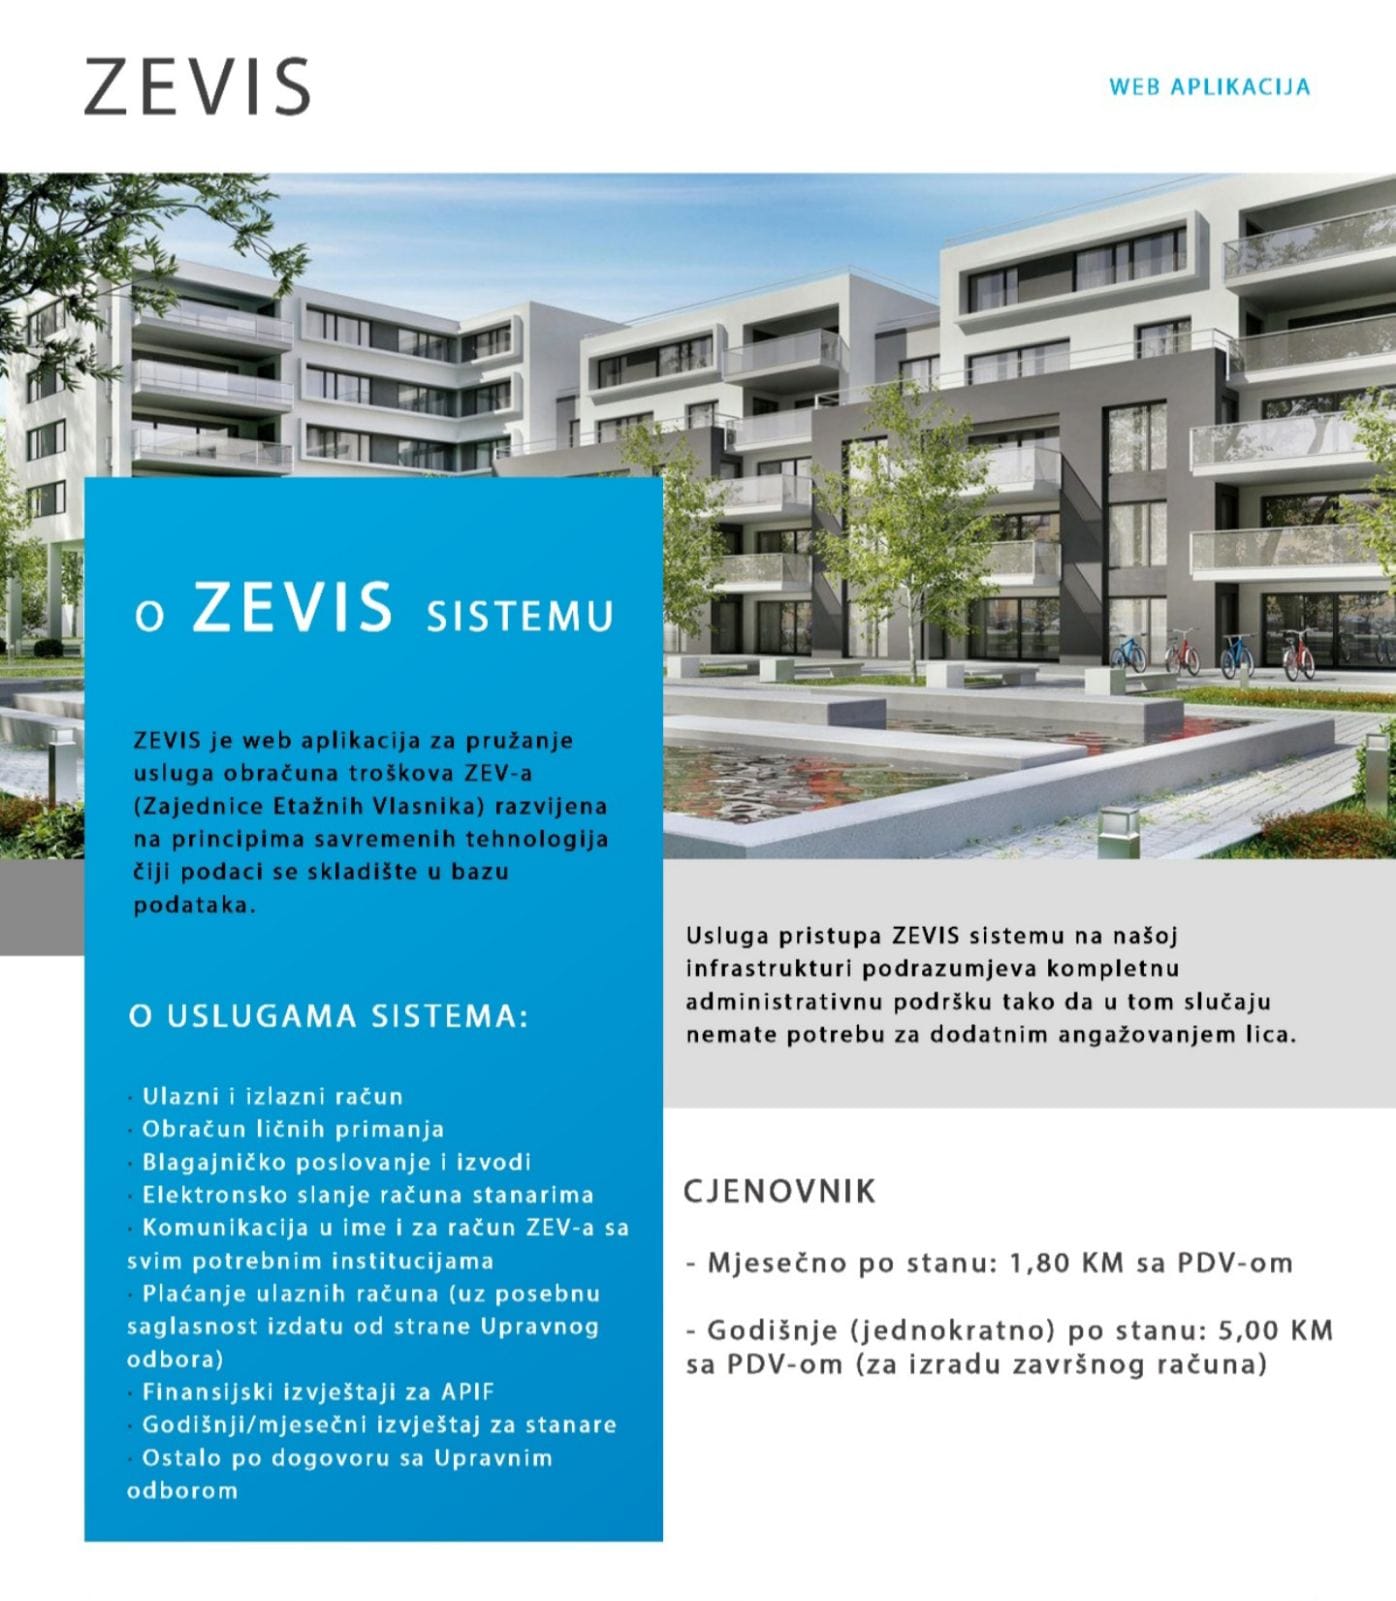 ZEVIS
WEB APLIKACIJA
O ZEVIS SISTEMU
ZEVIS je web aplikacija za pružanje
usluga obračuna troškova ZEV-a
(Zajednice Etažnih Vlasnika) razvijena
na principima savremenih tehnologija
čiji podaci se skladište u bazu
podataka.
O USLUGAMA SISTEMA:
· Ulazni i izlazni račun
· Obračun ličnih primanja
· Blagajničko poslovanje i izvodi
· Elektronsko slanje računa stanarima
· Komunikacija u ime i za račun ZEV-a sa
svim potrebnim institucijama
· Plaćanje ulaznih računa (uz posebnu
saglasnost izdatu od strane Upravnog
odbora)
· Finansijski izvještaji za APIF
· Godišnji/mjesečni izvještaj za stanare
· Ostalo po dogovoru sa Upravnim
odborom
Usluga pristupa ZEVIS sistemu na našoj
infrastrukturi podrazumjeva kompletnu
administrativnu podršku tako da u tom slučaju
nemate potrebu za dodatnim angažovanjem lica.
CJENOVNIK
- Mjesečno po stanu: 1,80 KM sa PDV-om
- Godišnje (jednokratno) po stanu: 5,00 KM
sa PDV-om (za izradu završnog računa)